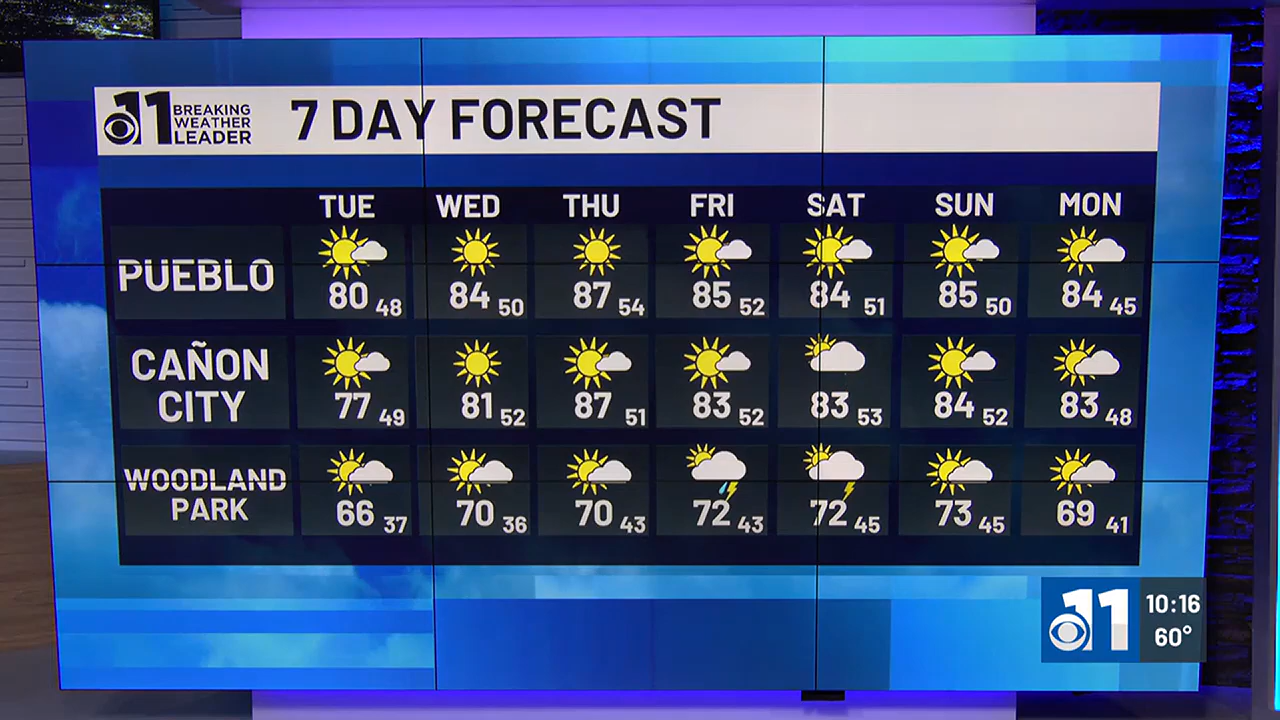 11 BREAKING WEATHER LEADER
7 DAY FORECAST
TUE WED THU FRI SAT SUN MON
PUEBLO
80 48 84 50 87 54 85 52 84 51 85 50 84 45
CAÑON
CITY
77 49 81 52 87 51 83 52 83 53 84 52 83 48
WOODLAND
PARK
66 37 70 36 70 43 72 43 72 45 73 45 69 41
11 10:16
60°